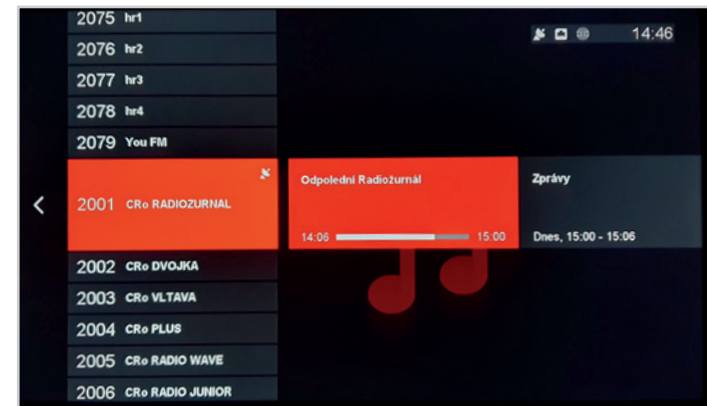 2075 hr1
14:46
2076 hr2
2077 hr3
2078 hr4
2079 You FM
2001 CRo RADIOZURNAL
Odpolední Radiožurnál
14:06 15:00
Zprávy
Dnes, 15:00 - 15:06
2002 CRo DVOJKA
2003 CRo VLTAVA
2004 CRo PLUS
2005 CRo RADIO WAVE
2006 CRo RADIO JUNIOR